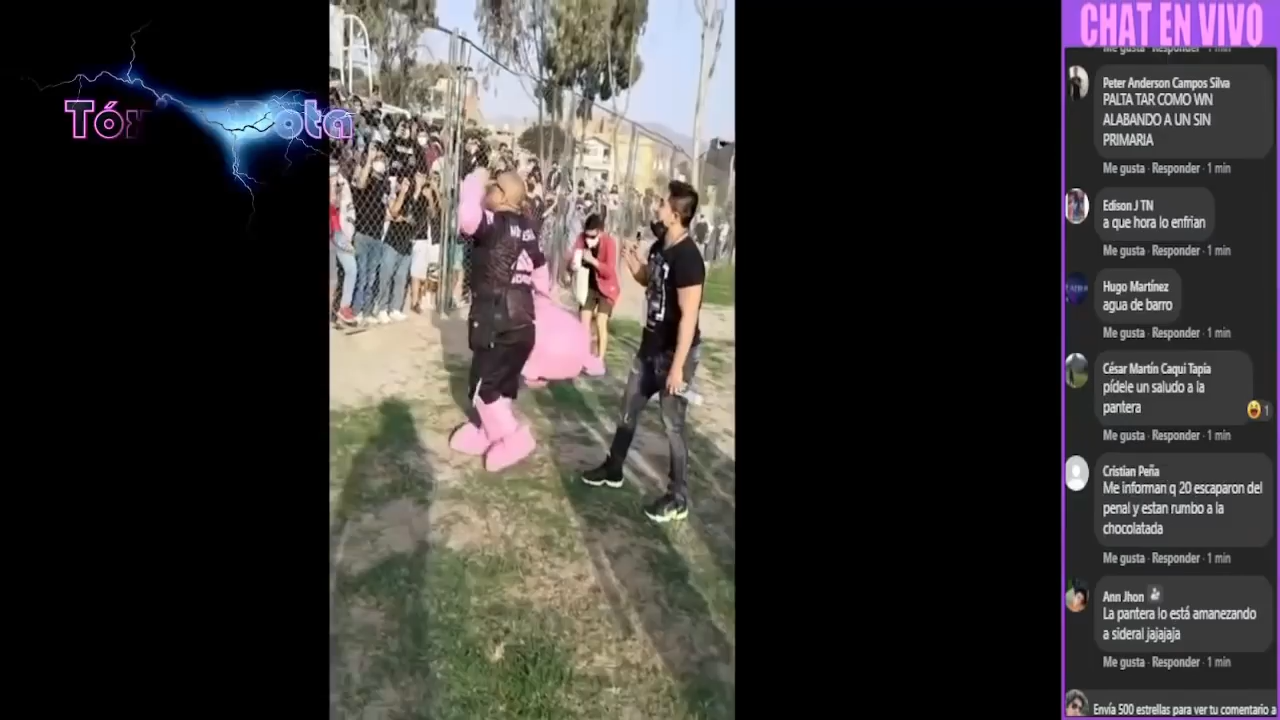 CHAT EN VIVO
Me gusta · Responder · 1 min
Peter Anderson Campos Silva
PALTA TAR COMO WN
ALABANDO A UN SIN
PRIMARIA
Me gusta · Responder · 1 min
Edison J TN
a que hora lo enfrian
Me gusta · Responder · 1 min
Hugo Martínez
agua de barro
Me gusta · Responder · 1 min
César Martín Caqui Tapia
pídele un saludo a la
pantera
1
Me gusta · Responder · 1 min
Cristian Peña
Me informan q 20 escaparon del
penal y estan rumbo a la
chocolatada
Me gusta · Responder · 1 min
Ann Jhon
La pantera lo está amanezando
a sideral jajajaja
Me gusta · Responder · 1 min
Envía 500 estrellas para ver tu comentario a